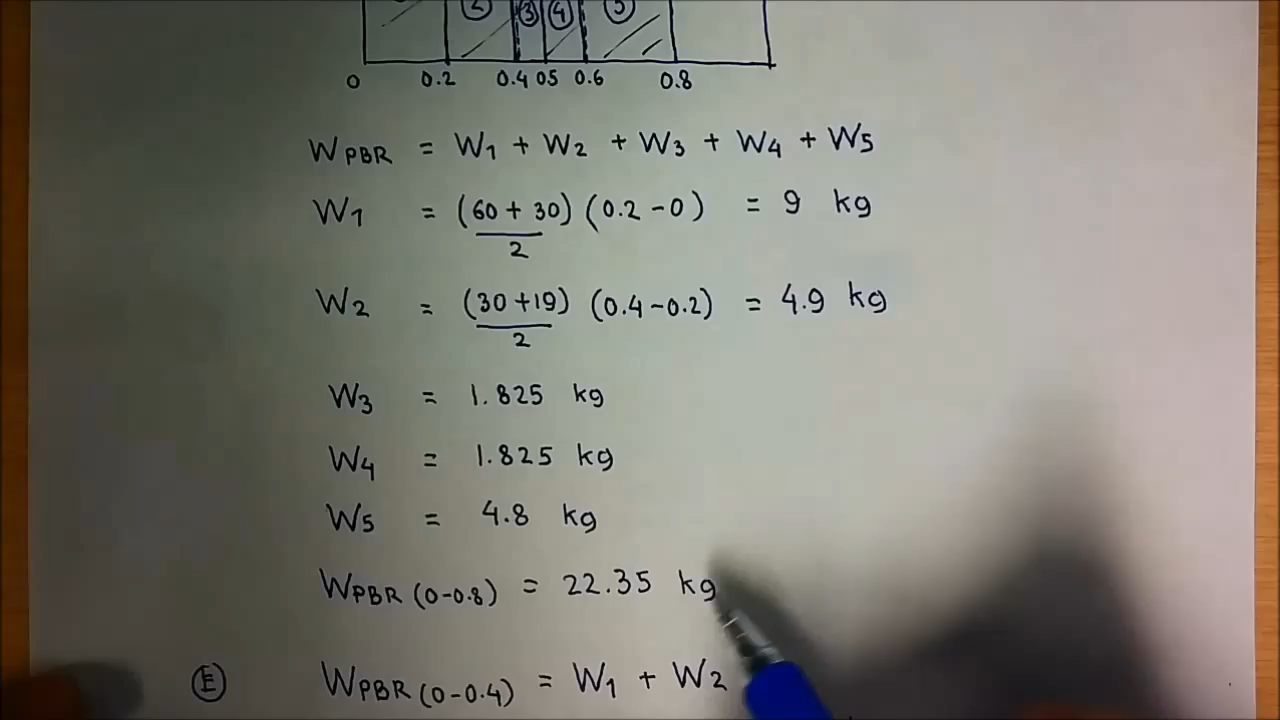 2 3 4 5
0 0.2 0.4 05 0.6 0.8
WPBR = W1 + W2 + W3 + W4 + W5
W1 = (60 + 30) (0.2 - 0) = 9 kg
2
W2 = (30 + 19) (0.4 - 0.2) = 4.9 kg
2
W3 = 1.825 kg
W4 = 1.825 kg
W5 = 4.8 kg
WPBR (0-0.8) = 22.35 kg
E WPBR (0-0.4) = W1 + W2